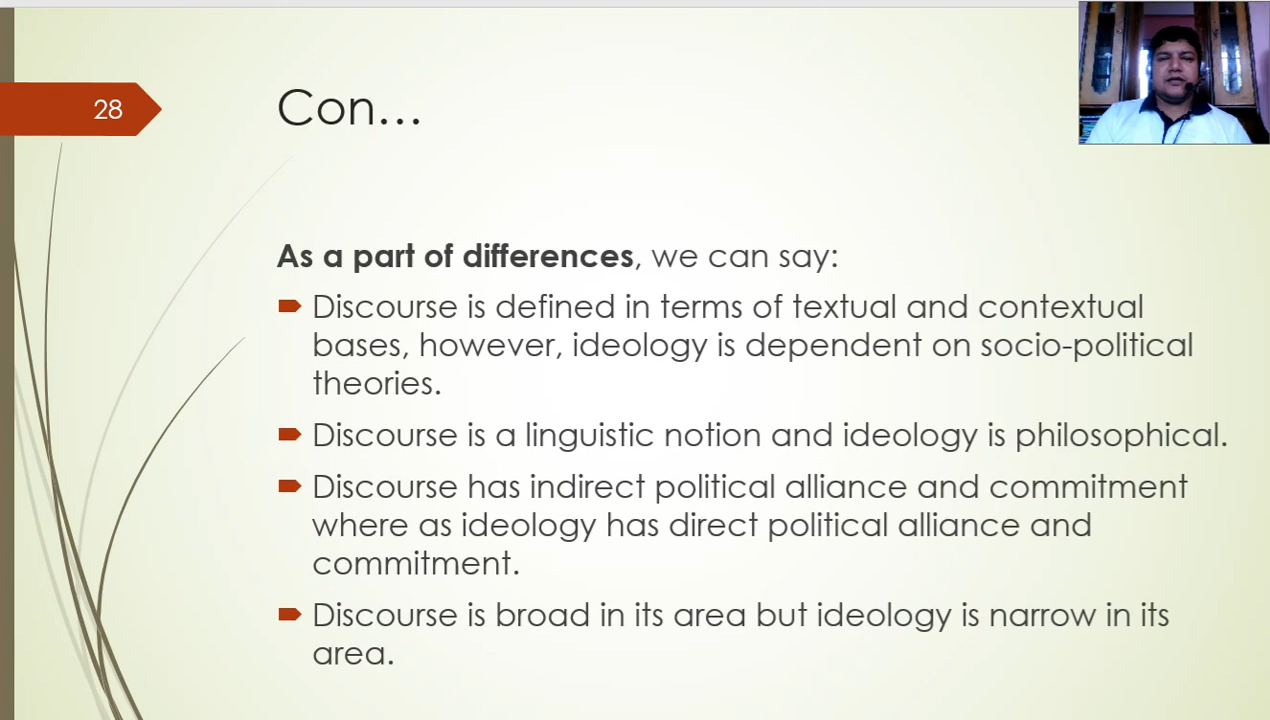 28
Con…
As a part of differences, we can say:
Discourse is defined in terms of textual and contextual
bases, however, ideology is dependent on socio-political
theories.
Discourse is a linguistic notion and ideology is philosophical.
Discourse has indirect political alliance and commitment
where as ideology has direct political alliance and
commitment.
Discourse is broad in its area but ideology is narrow in its
area.